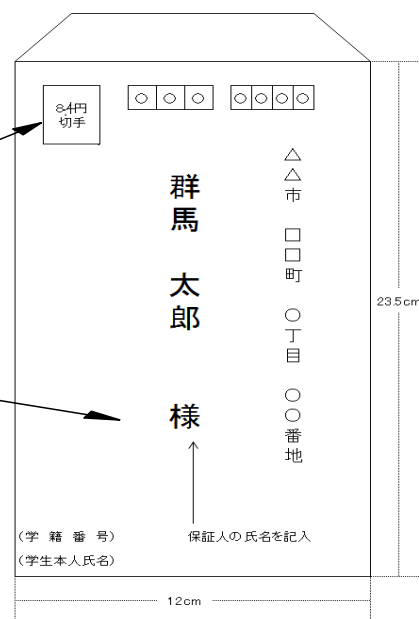 84円
切手
〇〇〇 〇〇〇〇
△△市 □□町 〇丁目 〇〇番地
群馬 太郎 様
23.5cm
保証人の氏名を記入
(学 籍 番 号)
(学生本人氏名)
12cm